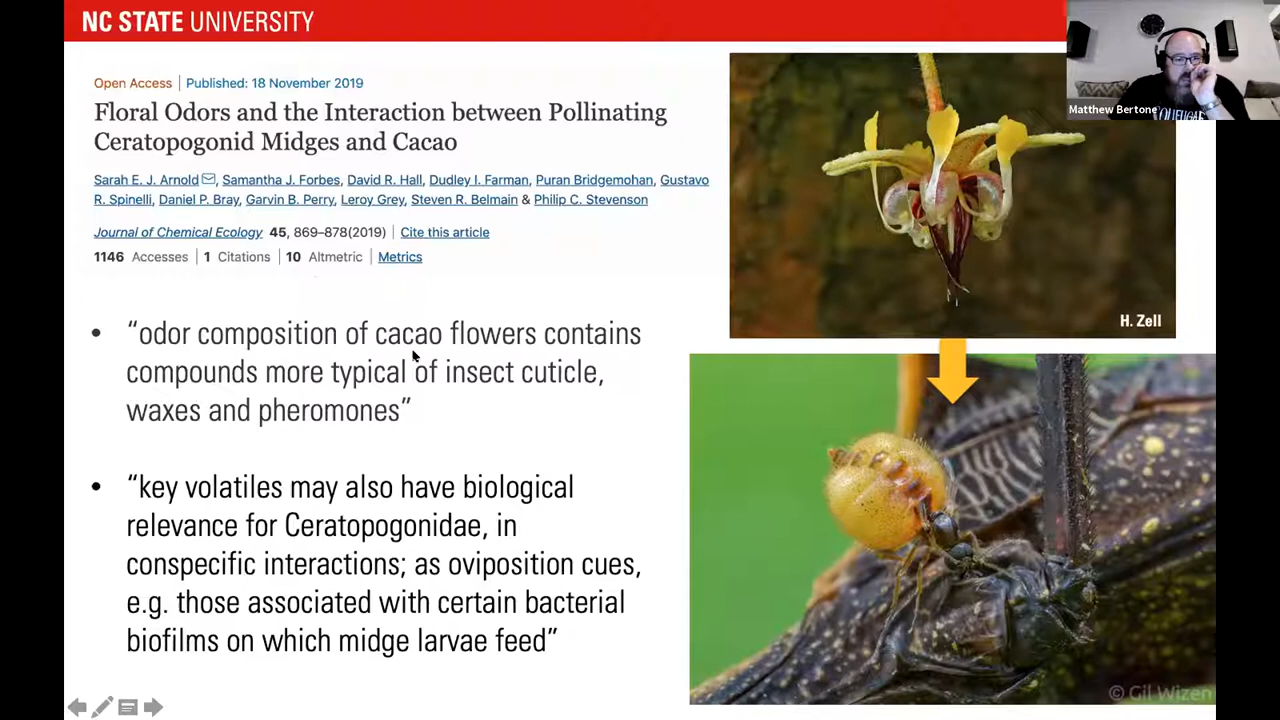 NC STATE UNIVERSITY
Open Access | Published: 18 November 2019
Floral Odors and the Interaction between Pollinating
Ceratopogonid Midges and Cacao
Sarah E. J. Arnold, Samantha J. Forbes, David R. Hall, Dudley I. Farman, Puran Bridgemohan, Gustavo
R. Spinelli, Daniel P. Bray, Garvin B. Perry, Leroy Grey, Steven R. Belmain & Philip C. Stevenson
Journal of Chemical Ecology 45, 869–878(2019) | Cite this article
1146 Accesses | 1 Citations | 10 Altmetric | Metrics
• “odor composition of cacao flowers contains
compounds more typical of insect cuticle,
waxes and pheromones”
• “key volatiles may also have biological
relevance for Ceratopogonidae, in
conspecific interactions; as oviposition cues,
e.g. those associated with certain bacterial
biofilms on which midge larvae feed”
Matthew Bertone
H. Zell
© Gil Wizen